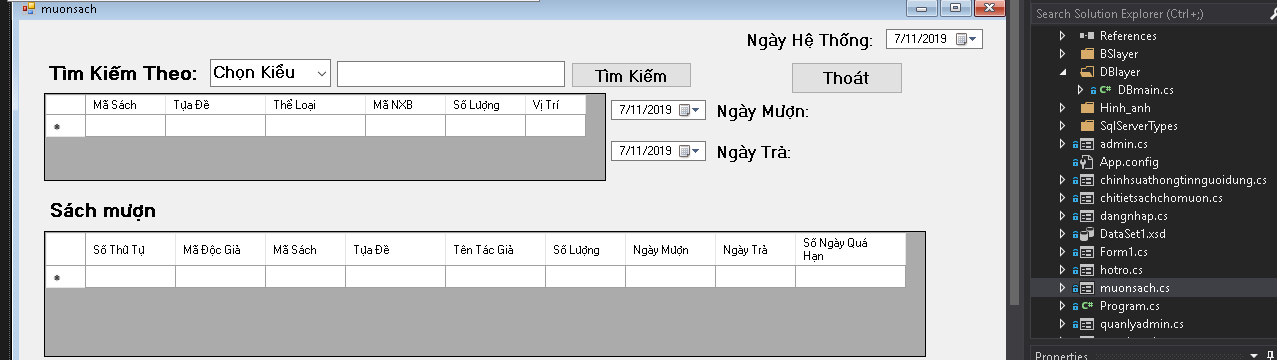 muonsach
Ngày Hệ Thống: 7/11/2019
Tìm Kiếm Theo: Chọn Kiểu Tìm Kiếm Thoát
Mã Sách Tựa Đề Thể Loại Mã NXB Số Lượng Vị Trí
7/11/2019 Ngày Mượn:
7/11/2019 Ngày Trả:
Sách mượn
Số Thứ Tự Mã Độc Giả Mã Sách Tựa Đề Tên Tác Giả Số Lượng Ngày Mượn Ngày Trả Số Ngày Quá
Hạn
Search Solution Explorer (Ctrl+;)
References
BSlayer
DBlayer
C# DBmain.cs
Hinh_anh
SqlServerTypes
admin.cs
App.config
chinhsuathongtinnguoidung.cs
chitietsachchomuon.cs
dangnhap.cs
DataSet1.xsd
Form1.cs
hotro.cs
muonsach.cs
C# Program.cs
quanlyadmin.cs
Properties